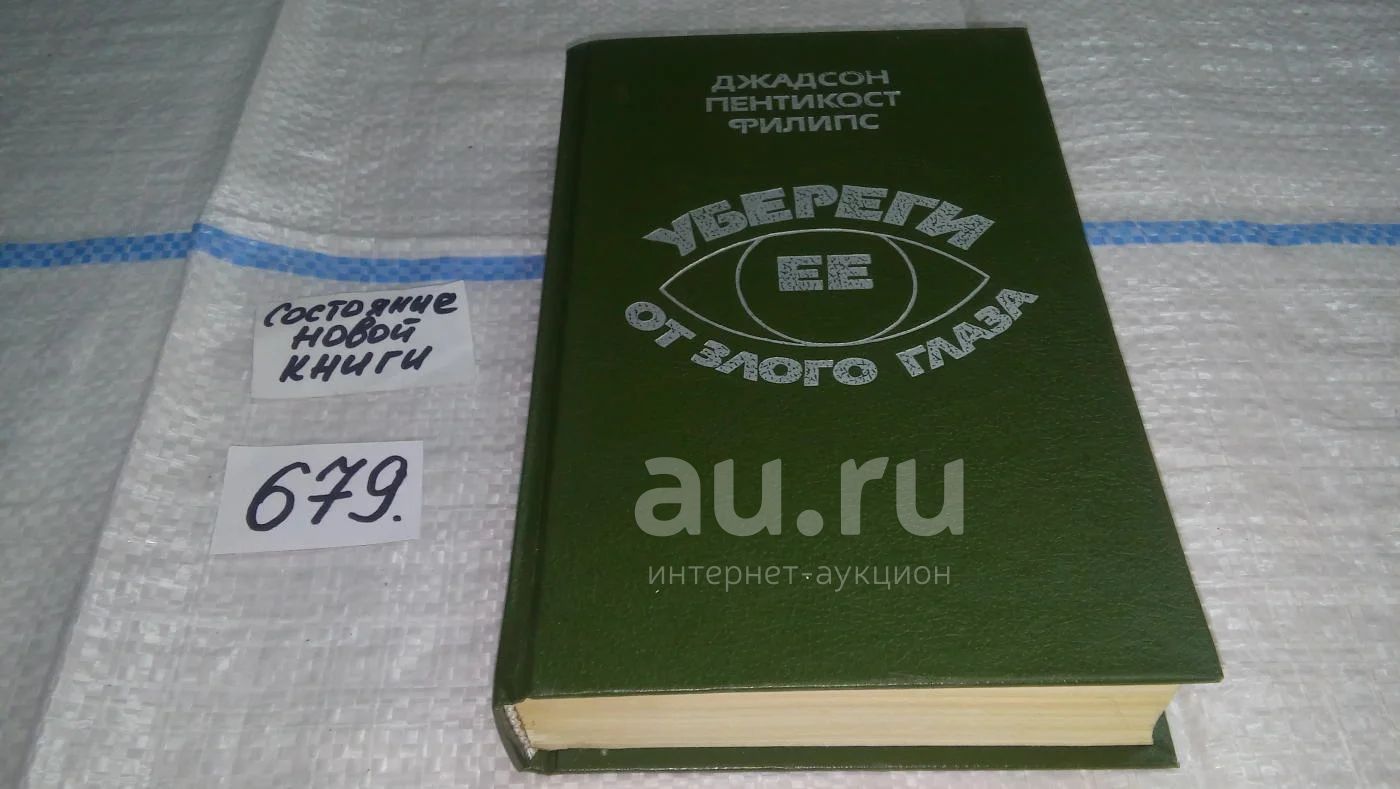 ДЖАДСОН
ПЕНТИКОСТ
ФИЛИПС
УБЕРЕГИ
ЕЕ
ОТ ЗЛОГО ГЛАЗА
состояние
новой
книги
679.
au.ru
интернет-аукцион